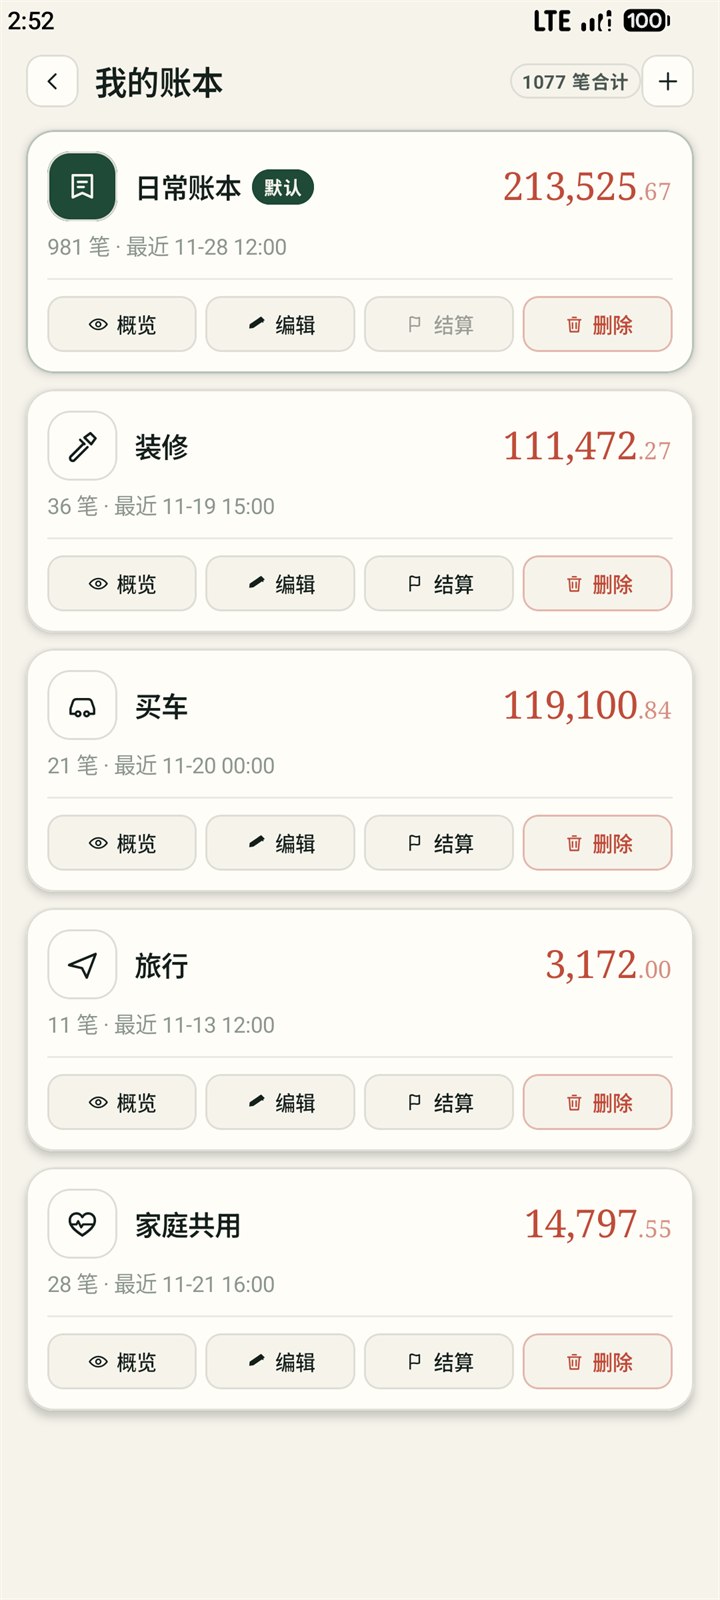 2:52 LTE 100
我的账本 1077 笔合计
日常账本 默认 213,525.67
981 笔 · 最近 11-28 12:00
概览 编辑 结算 删除
装修 111,472.27
36 笔 · 最近 11-19 15:00
概览 编辑 结算 删除
买车 119,100.84
21 笔 · 最近 11-20 00:00
概览 编辑 结算 删除
旅行 3,172.00
11 笔 · 最近 11-13 12:00
概览 编辑 结算 删除
家庭共用 14,797.55
28 笔 · 最近 11-21 16:00
概览 编辑 结算 删除